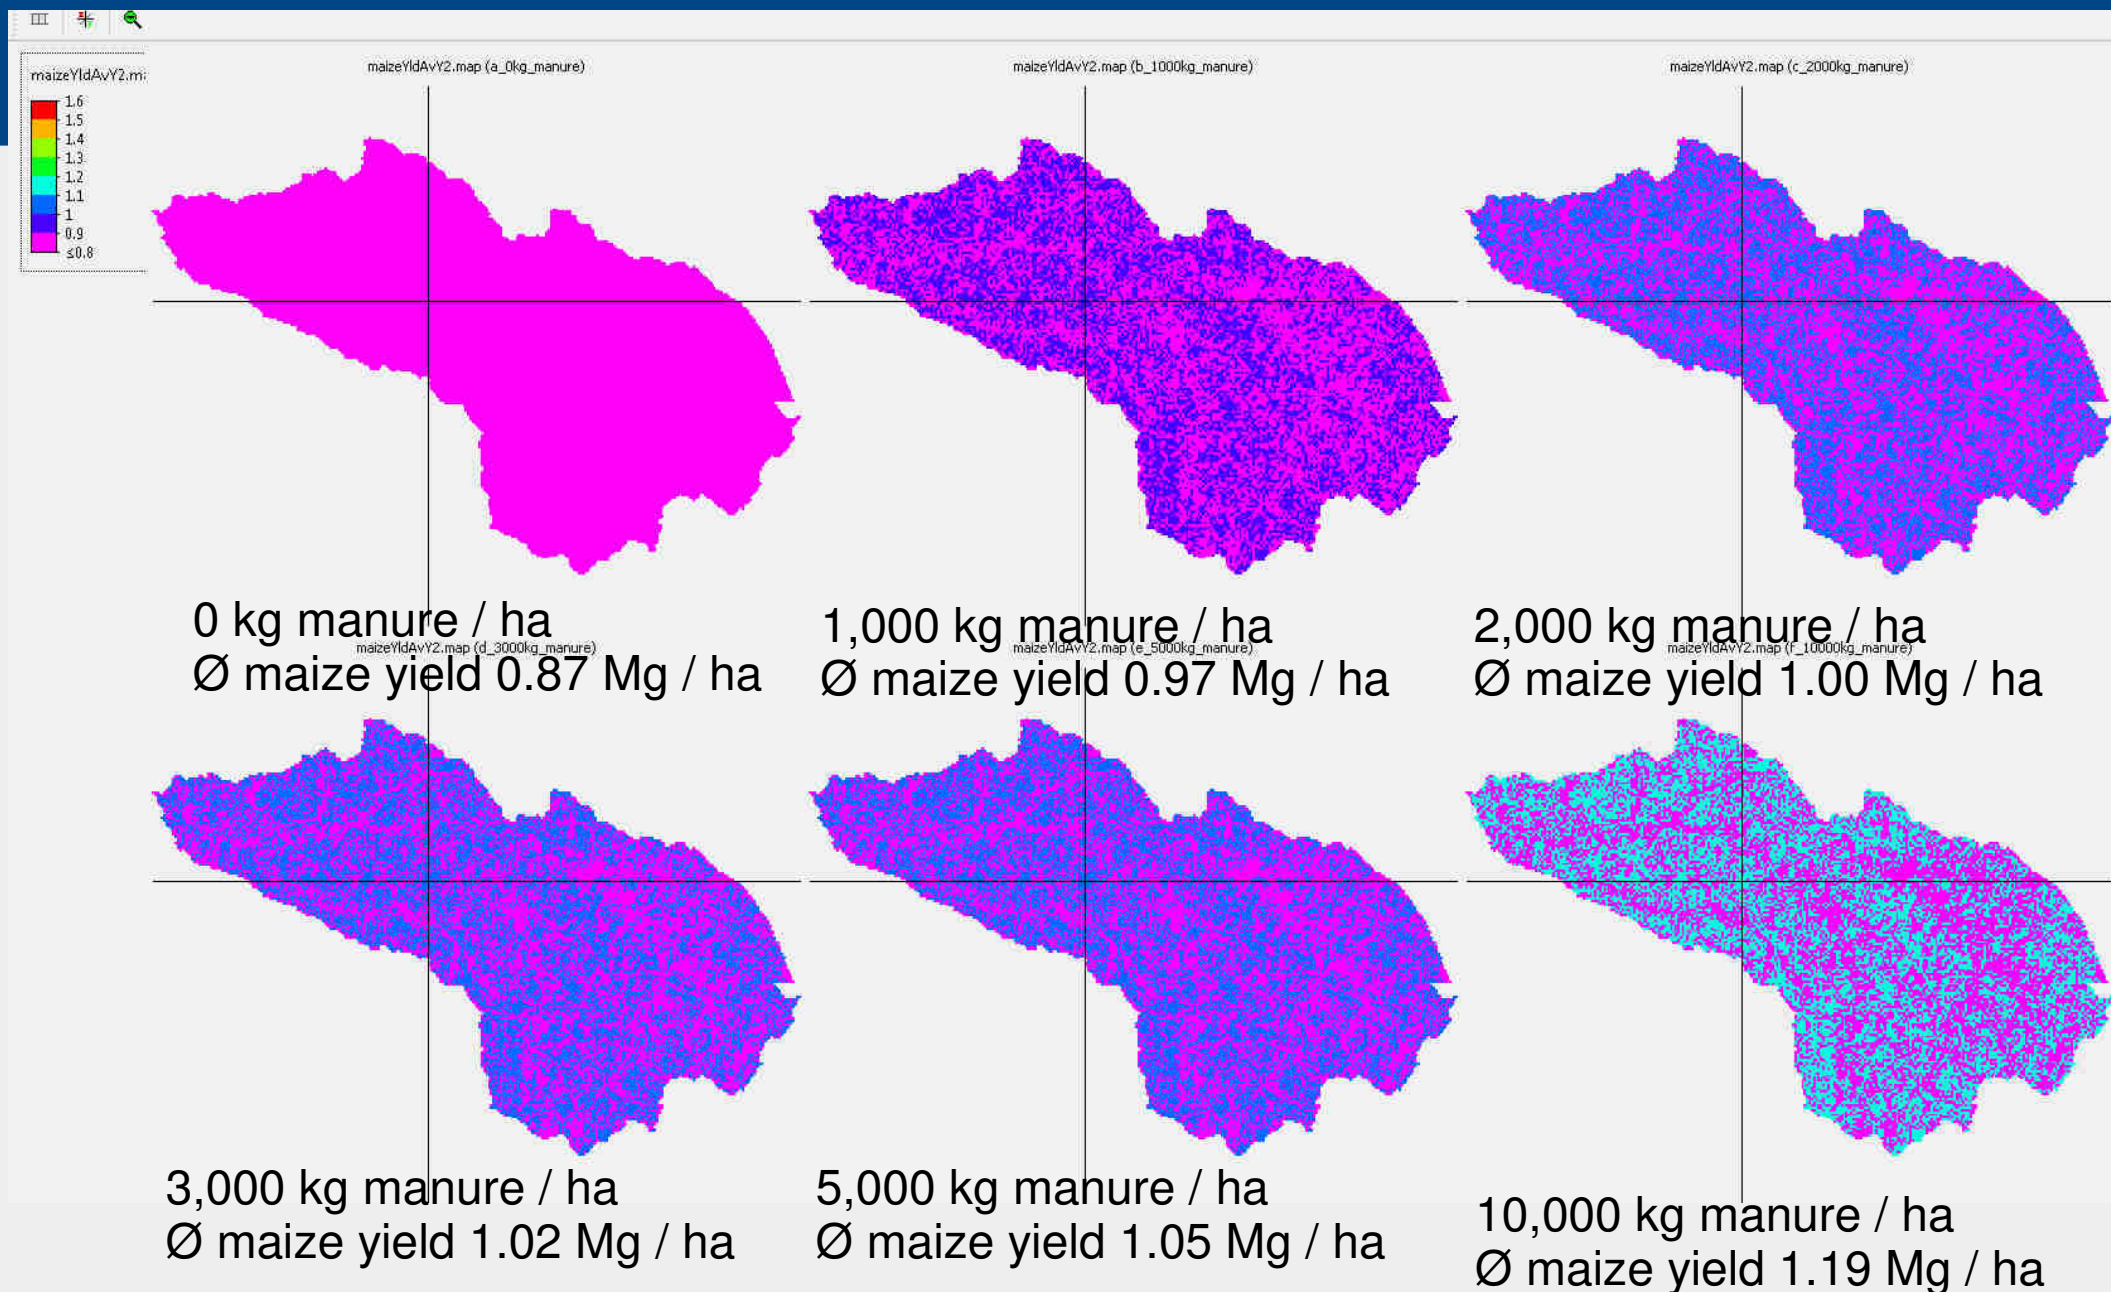 maizeYldAvY2.ma
1.6
1.5
1.4
1.3
1.2
1.1
1
0.9
≤0.8
maizeYldAvY2.map (a_0kg_manure)
maizeYldAvY2.map (b_1000kg_manure)
maizeYldAvY2.map (c_2000kg_manure)
0 kg manure / ha
Ø maize yield 0.87 Mg / ha
1,000 kg manure / ha
Ø maize yield 0.97 Mg / ha
2,000 kg manure / ha
Ø maize yield 1.00 Mg / ha
maizeYldAvY2.map (d_3000kg_manure)
maizeYldAvY2.map (e_5000kg_manure)
maizeYldAvY2.map (f_10000kg_manure)
3,000 kg manure / ha
Ø maize yield 1.02 Mg / ha
5,000 kg manure / ha
Ø maize yield 1.05 Mg / ha
10,000 kg manure / ha
Ø maize yield 1.19 Mg / ha